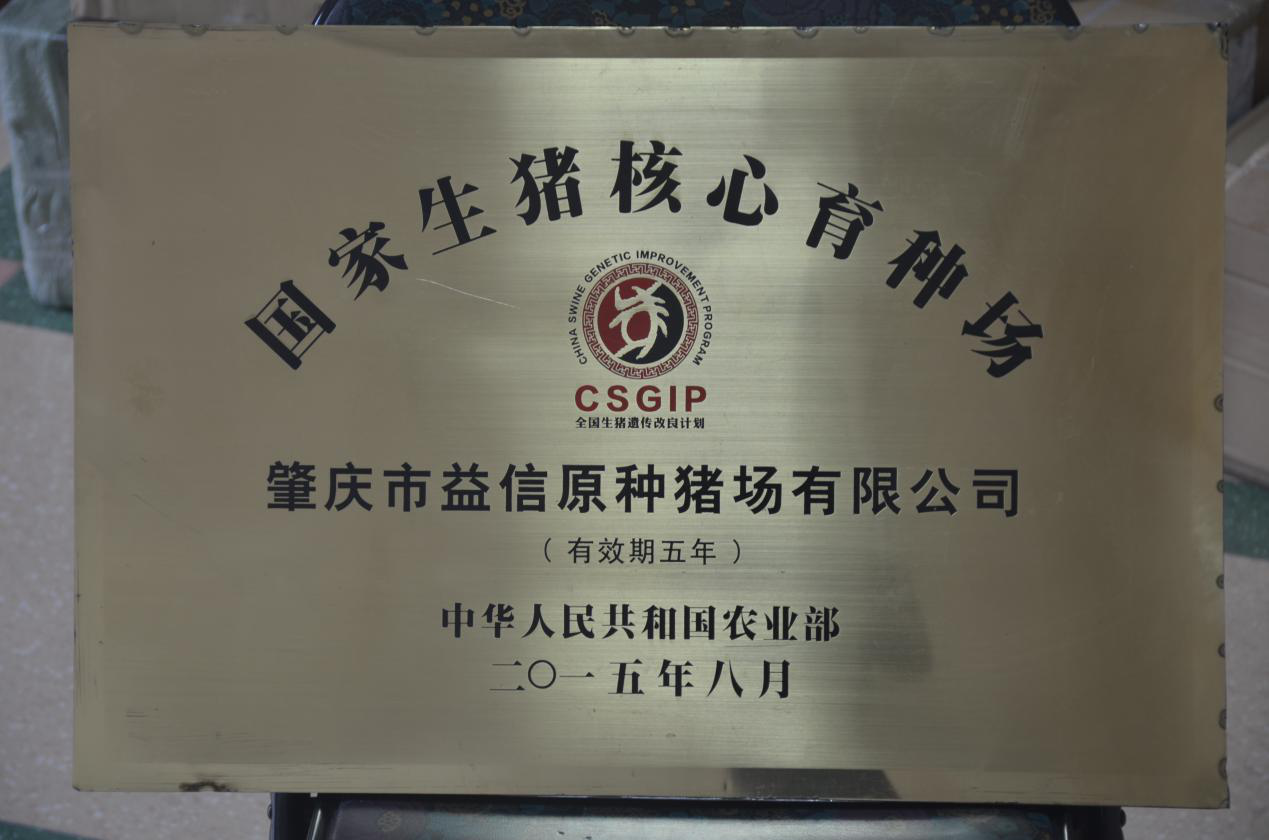 国家生猪核心育种场
CHINA SWINE GENETIC IMPROVEMENT PROGRAM
CSGIP
全国生猪遗传改良计划
肇庆市益信原种猪场有限公司
（有效期五年）
中华人民共和国农业部
二〇一五年八月